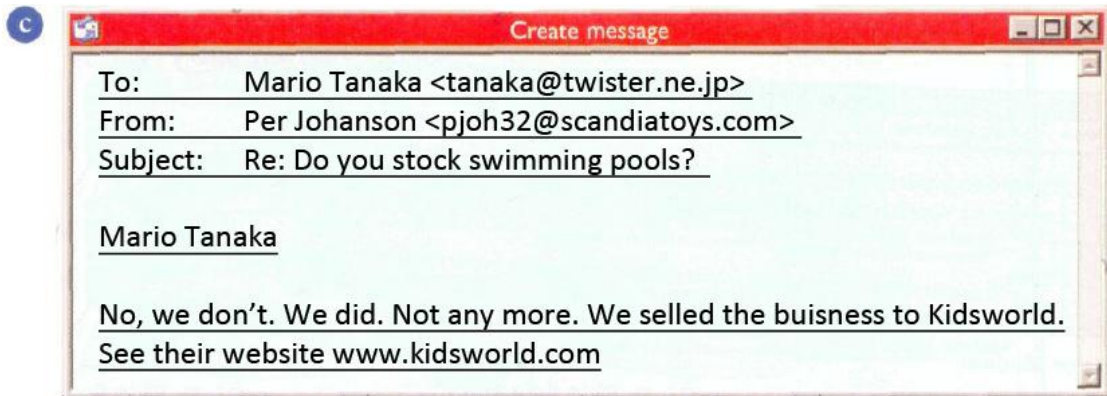 C
Create message
To: Mario Tanaka <tanaka@twister.ne.jp>
From: Per Johanson <pjoh32@scandiatoys.com>
Subject: Re: Do you stock swimming pools?
Mario Tanaka
No, we don't. We did. Not any more. We selled the buisness to Kidsworld.
See their website www.kidsworld.com